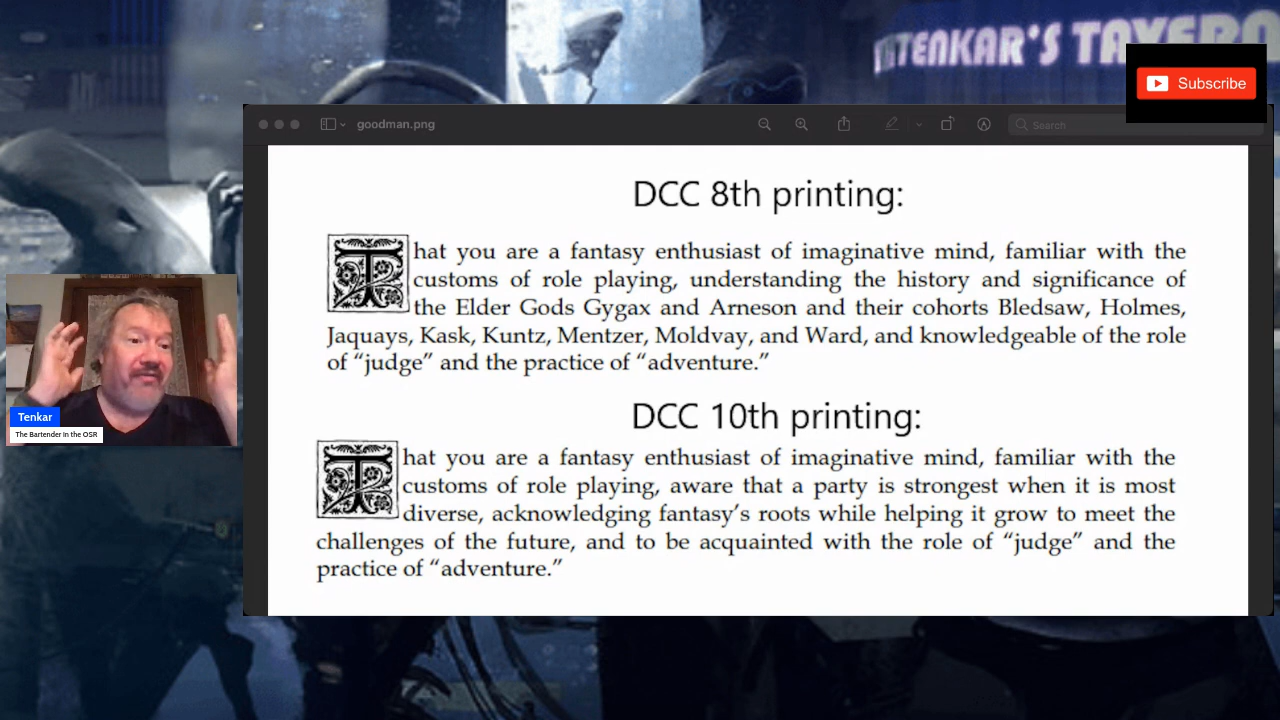 TENKAR'S TAVERN
Subscribe
goodman.png
Search
DCC 8th printing:
That you are a fantasy enthusiast of imaginative mind, familiar with the
customs of role playing, understanding the history and significance of
the Elder Gods Gygax and Arneson and their cohorts Bledsaw, Holmes,
Jaquays, Kask, Kuntz, Mentzer, Moldvay, and Ward, and knowledgeable of the role
of “judge” and the practice of “adventure.”
DCC 10th printing:
That you are a fantasy enthusiast of imaginative mind, familiar with the
customs of role playing, aware that a party is strongest when it is most
diverse, acknowledging fantasy’s roots while helping it grow to meet the
challenges of the future, and to be acquainted with the role of “judge” and the
practice of “adventure.”
Tenkar
The Bartender In the OSR